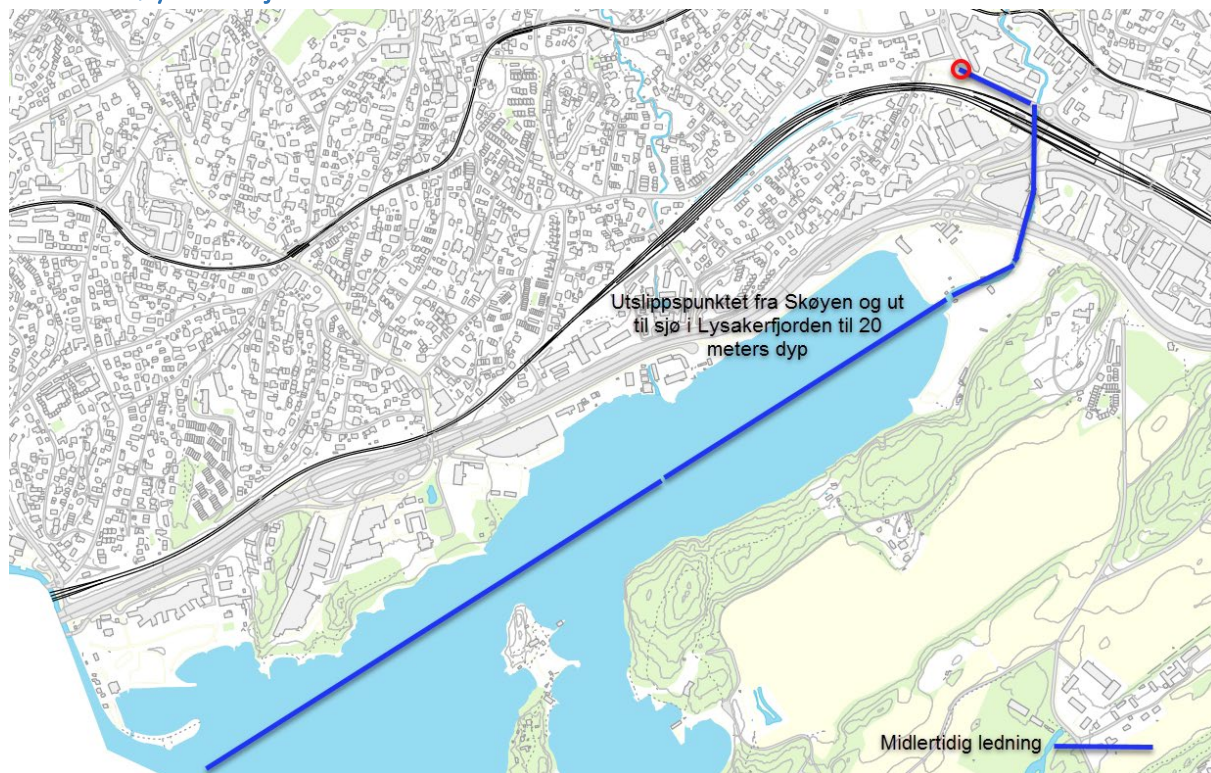 Utslippspunktet fra Skøyen og ut
til sjø i Lysakerfjorden til 20
meters dyp
Midlertidig ledning